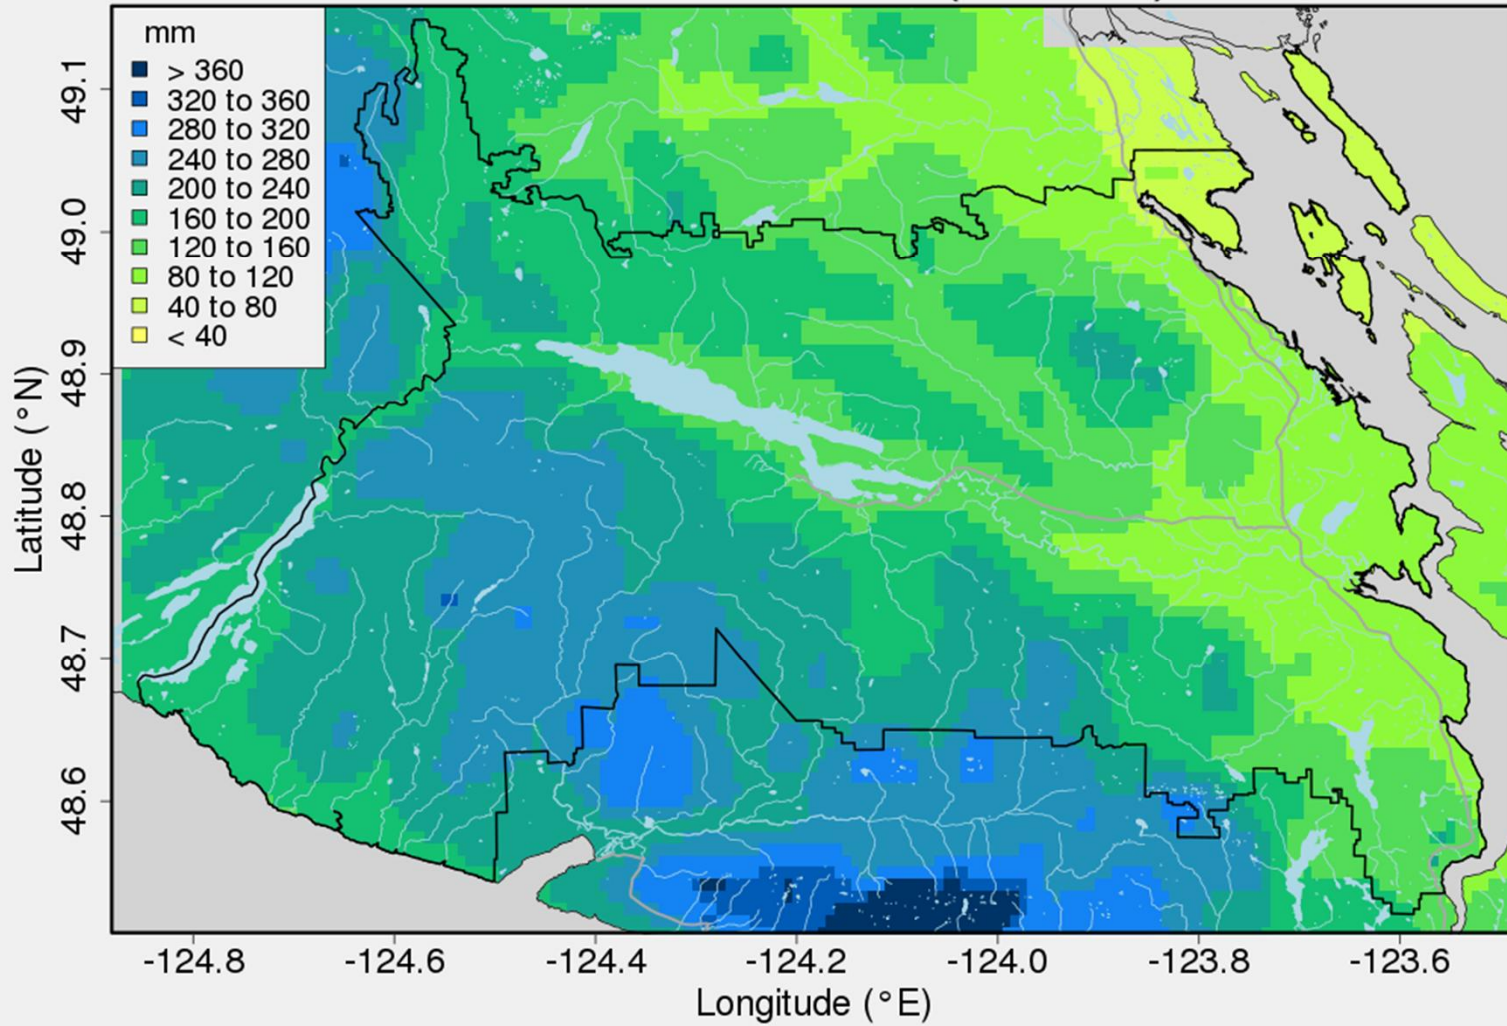 mm
> 360
320 to 360
280 to 320
240 to 280
200 to 240
160 to 200
120 to 160
80 to 120
40 to 80
< 40
Latitude (°N)
49.1
49.0
48.9
48.8
48.7
48.6
-124.8 -124.6 -124.4 -124.2 -124.0 -123.8 -123.6
Longitude (°E)